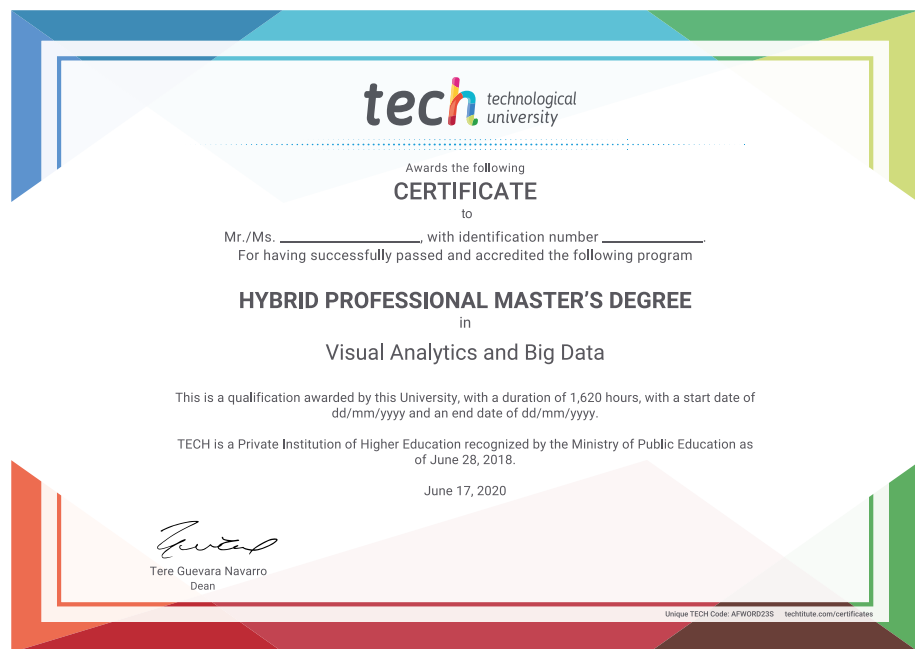 tech technological
university
Awards the following
CERTIFICATE
to
Mr./Ms. ____________________, with identification number ______________.
For having successfully passed and accredited the following program
HYBRID PROFESSIONAL MASTER'S DEGREE
in
Visual Analytics and Big Data
This is a qualification awarded by this University, with a duration of 1,620 hours, with a start date of
dd/mm/yyyy and an end date of dd/mm/yyyy.
TECH is a Private Institution of Higher Education recognized by the Ministry of Public Education as
of June 28, 2018.
June 17, 2020
Tere Guevara Navarro
Dean
Unique TECH Code: AFWORD23S techtitute.com/certificates